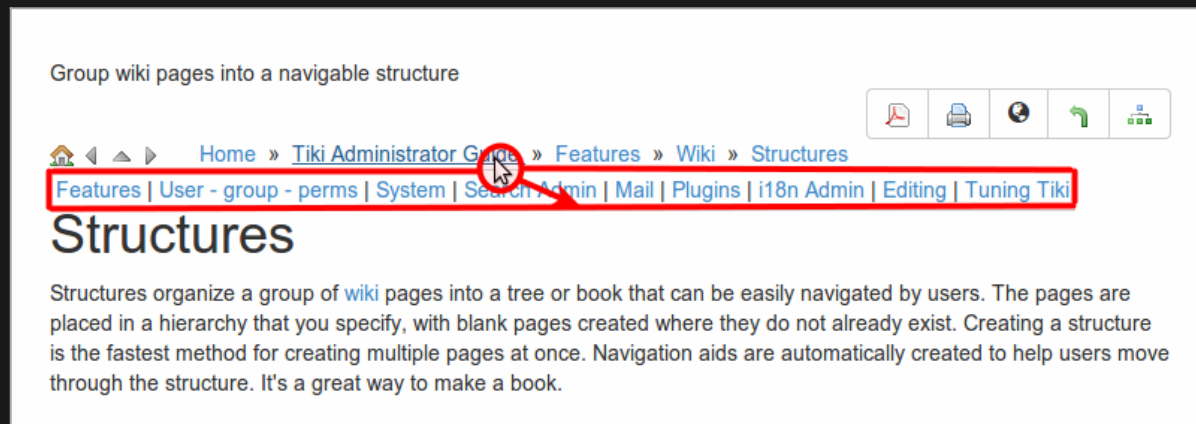 Group wiki pages into a navigable structure
Home » Tiki Administrator Guide » Features » Wiki » Structures
Features | User - group - perms | System | Search Admin | Mail | Plugins | i18n Admin | Editing | Tuning Tiki
Structures
Structures organize a group of wiki pages into a tree or book that can be easily navigated by users. The pages are
placed in a hierarchy that you specify, with blank pages created where they do not already exist. Creating a structure
is the fastest method for creating multiple pages at once. Navigation aids are automatically created to help users move
through the structure. It's a great way to make a book.